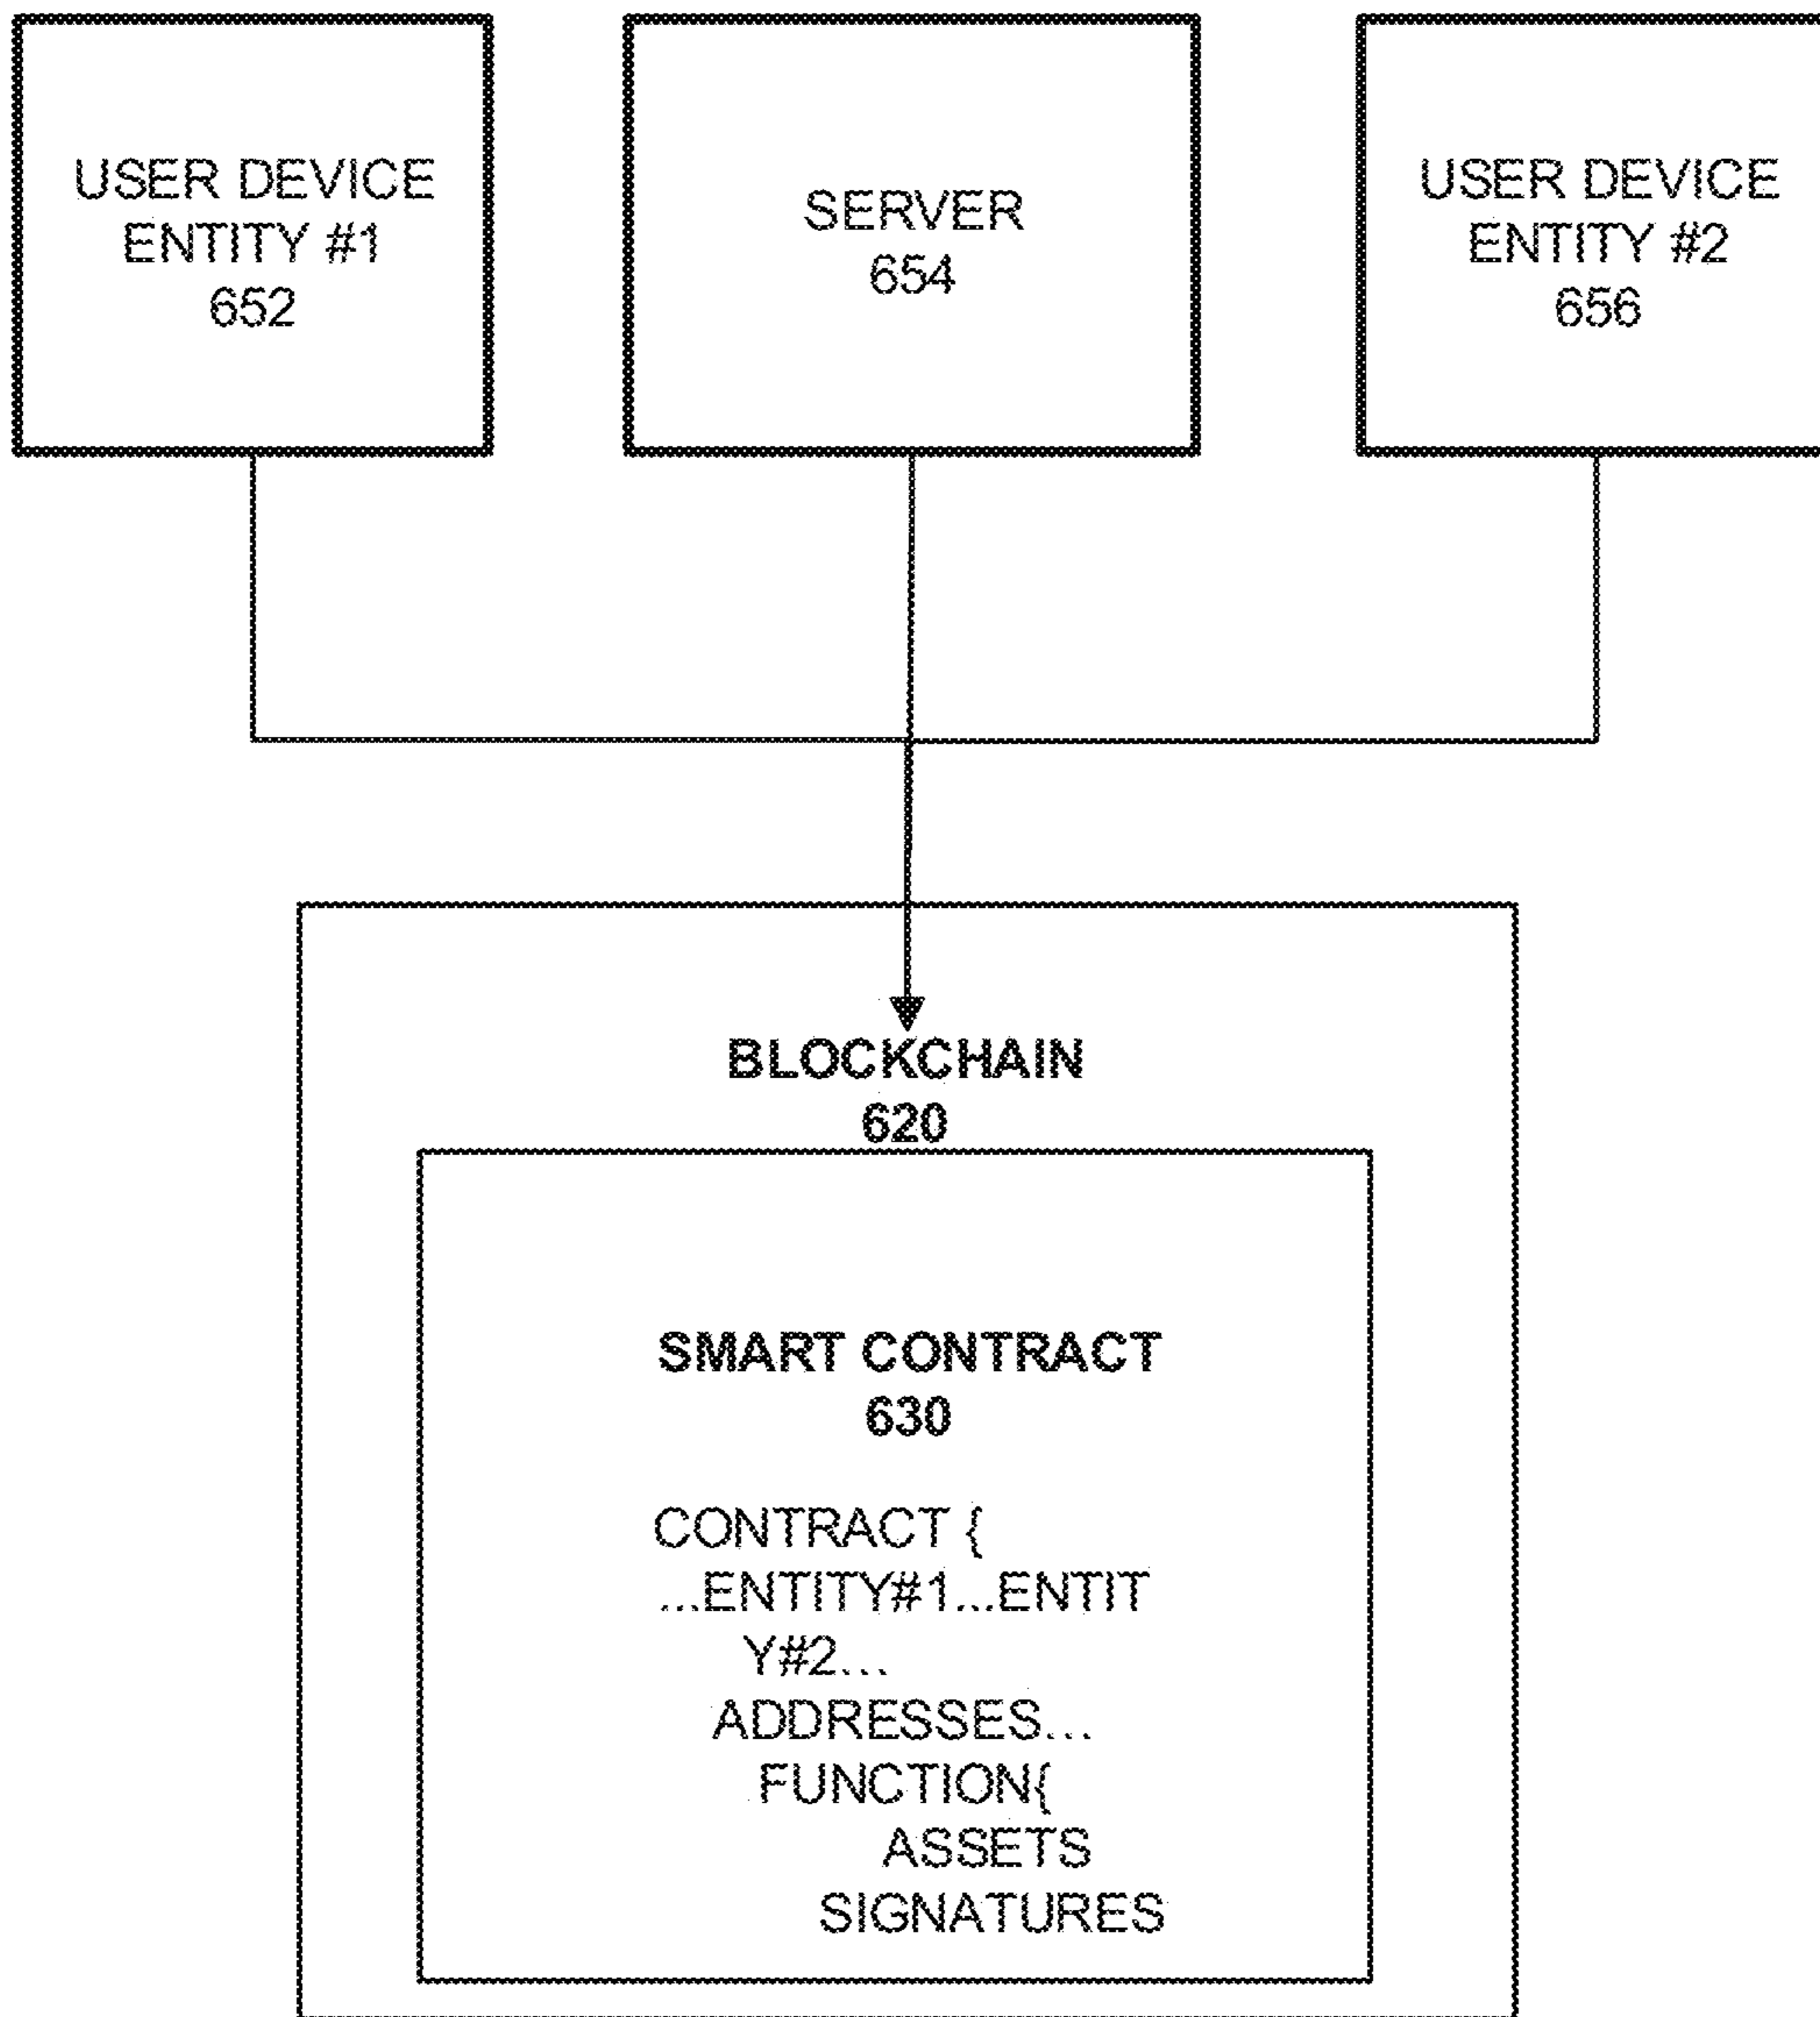 USER DEVICE
ENTITY #1
652
SERVER
654
USER DEVICE
ENTITY #2
656
BLOCKCHAIN
620
SMART CONTRACT
630
CONTRACT {
...ENTITY#1...ENTIT
Y#2...
ADDRESSES...
FUNCTION{
ASSETS
SIGNATURES